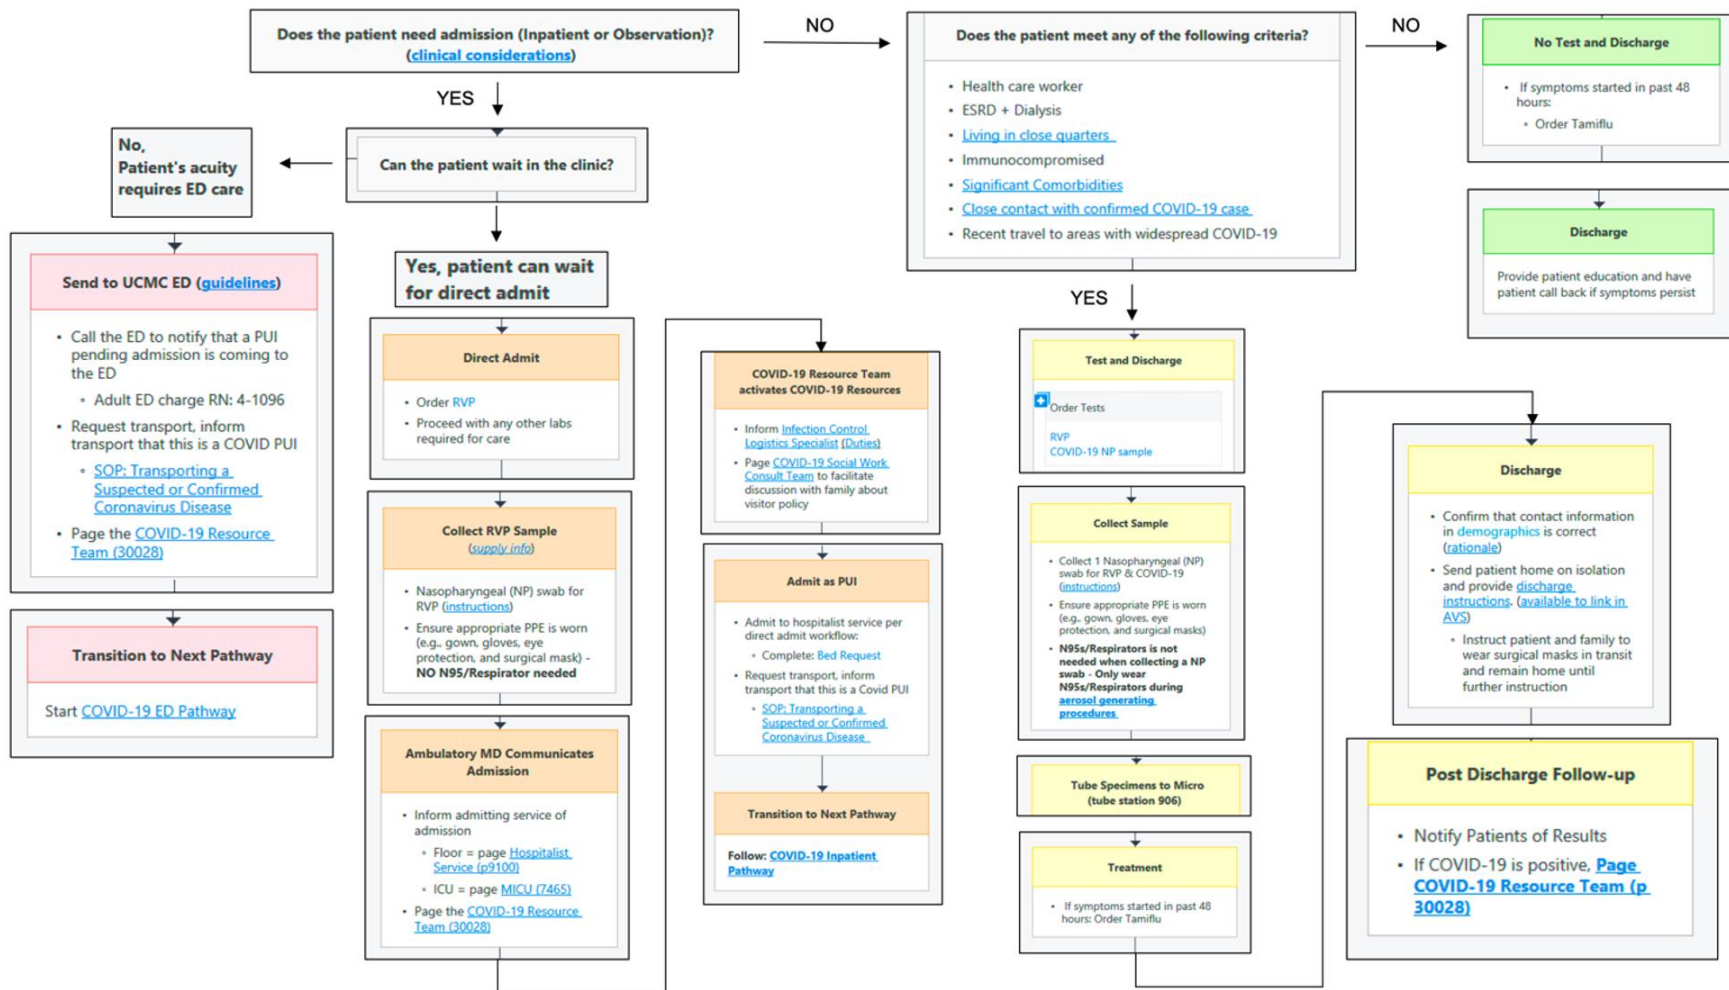 Does the patient need admission (Inpatient or Observation)?
(clinical considerations)
NO
YES
No,
Patient's acuity
requires ED care
Can the patient wait in the clinic?
Send to UCMC ED (guidelines)
• Call the ED to notify that a PUI
pending admission is coming to
the ED
• Adult ED charge RN: 4-1096
• Request transport, inform
transport that this is a COVID PUI
• SOP: Transporting a
Suspected or Confirmed
Coronavirus Disease
• Page the COVID-19 Resource
Team (30028)
Transition to Next Pathway
Start COVID-19 ED Pathway
Yes, patient can wait
for direct admit
Direct Admit
• Order RVP
• Proceed with any other labs
required for care
Collect RVP Sample
(supply info)
• Nasopharyngeal (NP) swab for
RVP (instructions)
• Ensure appropriate PPE is worn
(e.g., gown, gloves, eye
protection, and surgical mask) -
NO N95/Respirator needed
Ambulatory MD Communicates
Admission
• Inform admitting service of
admission
• Floor = page Hospitalist
Service (p9100)
• ICU = page MICU (7465)
• Page the COVID-19 Resource
Team (30028)
COVID-19 Resource Team
activates COVID-19 Resources
• Inform Infection Control
Logistics Specialist (Duties)
• Page COVID-19 Social Work
Consult Team to facilitate
discussion with family about
visitor policy
Admit as PUI
• Admit to hospitalist service per
direct admit workflow:
• Complete: Bed Request
• Request transport, inform
transport that this is a Covid PUI
• SOP: Transporting a
Suspected or Confirmed
Coronavirus Disease
Transition to Next Pathway
Follow: COVID-19 Inpatient
Pathway
Does the patient meet any of the following criteria?
• Health care worker
• ESRD + Dialysis
• Living in close quarters
• Immunocompromised
• Significant Comorbidities
• Close contact with confirmed COVID-19 case
• Recent travel to areas with widespread COVID-19
NO
YES
Test and Discharge
Order Tests
RVP
COVID-19 NP sample
Collect Sample
• Collect 1 Nasopharyngeal (NP)
swab for RVP & COVID-19
(instructions)
• Ensure appropriate PPE is worn
(e.g., gown, gloves, eye
protection, and surgical masks)
• N95s/Respirators is not
needed when collecting a NP
swab - Only wear
N95s/Respirators during
aerosol generating
procedures
Tube Specimens to Micro
(tube station 906)
Treatment
• If symptoms started in past 48
hours: Order Tamiflu
No Test and Discharge
• If symptoms started in past 48
hours:
• Order Tamiflu
Discharge
Provide patient education and have
patient call back if symptoms persist
Discharge
• Confirm that contact information
in demographics is correct
(rationale)
• Send patient home on isolation
and provide discharge
instructions. (available to link in
AVS)
• Instruct patient and family to
wear surgical masks in transit
and remain home until
further instruction
Post Discharge Follow-up
• Notify Patients of Results
• If COVID-19 is positive, Page
COVID-19 Resource Team (p
30028)